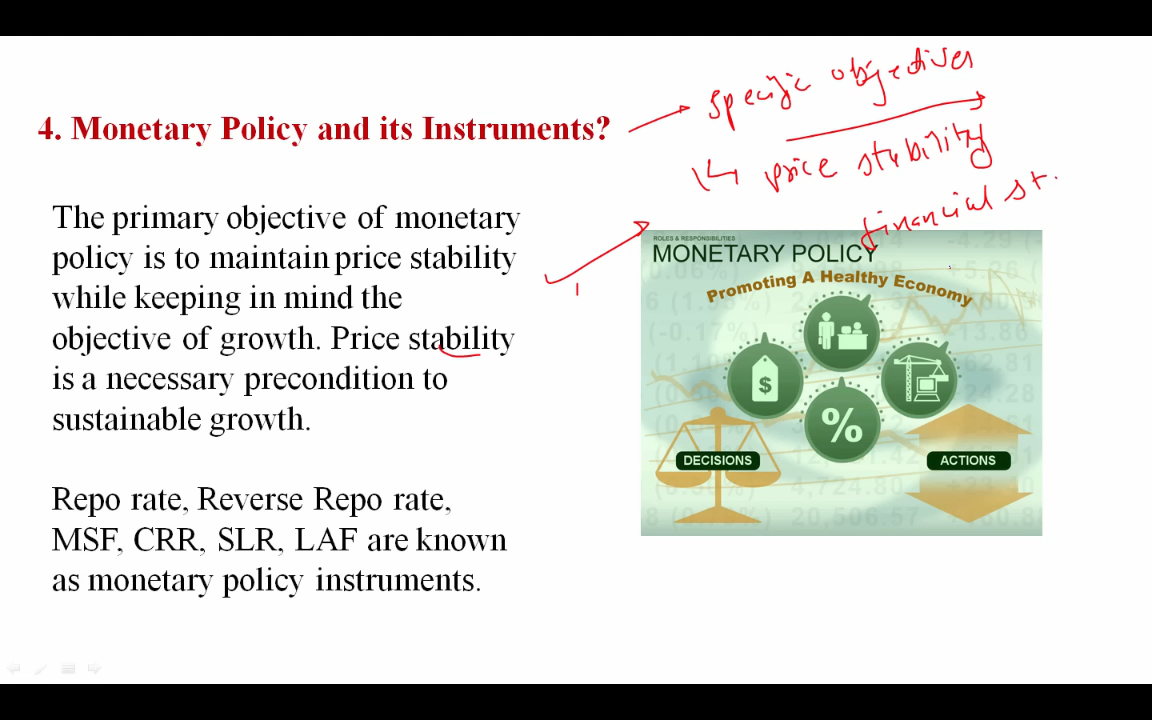 specific objectives
4. Monetary Policy and its Instruments?
price stability
financial st.
The primary objective of monetary
policy is to maintain price stability
while keeping in mind the
objective of growth. Price stability
is a necessary precondition to
sustainable growth.
Repo rate, Reverse Repo rate,
MSF, CRR, SLR, LAF are known
as monetary policy instruments.
ROLES & RESPONSIBILITIES
MONETARY POLICY
Promoting A Healthy Economy
$
%
DECISIONS
ACTIONS